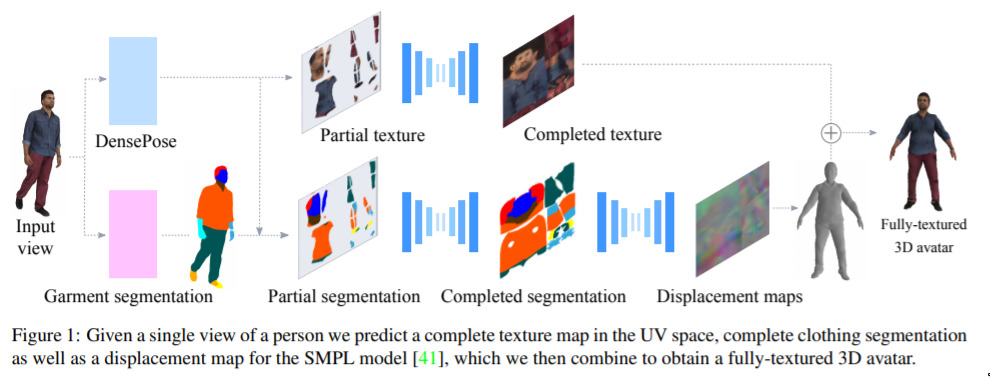 DensePose
Partial texture
Completed texture
Input
view
Fully-textured
3D avatar
Garment segmentation
Partial segmentation
Completed segmentation
Displacement maps
Figure 1: Given a single view of a person we predict a complete texture map in the UV space, complete clothing segmentation
as well as a displacement map for the SMPL model [41], which we then combine to obtain a fully-textured 3D avatar.